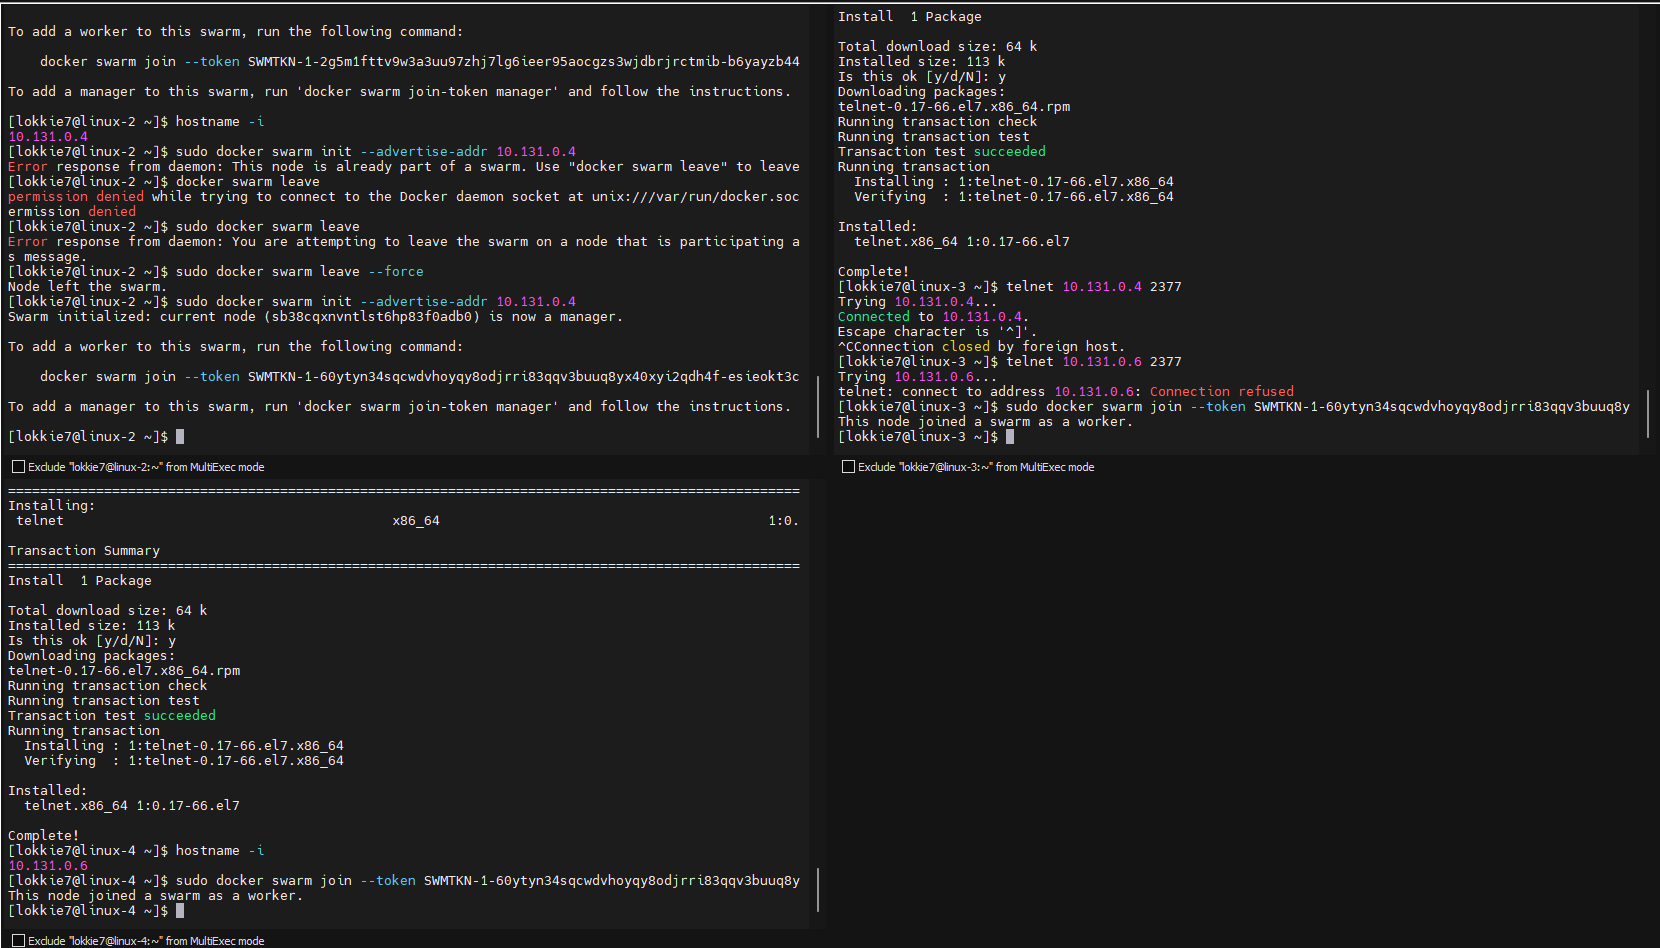 To add a worker to this swarm, run the following command:
docker swarm join --token SWMTKN-1-2g5m1fttv9w3a3uu97zhj7lg6ieer95aocgzs3wjdbrjrctmib-b6yayzb44
To add a manager to this swarm, run 'docker swarm join-token manager' and follow the instructions.
[lokkie7@linux-2 ~]$ hostname -i
10.131.0.4
[lokkie7@linux-2 ~]$ sudo docker swarm init --advertise-addr 10.131.0.4
Error response from daemon: This node is already part of a swarm. Use "docker swarm leave" to leave
[lokkie7@linux-2 ~]$ docker swarm leave
permission denied while trying to connect to the Docker daemon socket at unix:///var/run/docker.soc
ermission denied
[lokkie7@linux-2 ~]$ sudo docker swarm leave
Error response from daemon: You are attempting to leave the swarm on a node that is participating a
s message.
[lokkie7@linux-2 ~]$ sudo docker swarm leave --force
Node left the swarm.
[lokkie7@linux-2 ~]$ sudo docker swarm init --advertise-addr 10.131.0.4
Swarm initialized: current node (sb38cqxnvntlst6hp83f0adb0) is now a manager.
To add a worker to this swarm, run the following command:
docker swarm join --token SWMTKN-1-60ytyn34sqcwdvhoyqy8odjrri83qqv3buuq8yx40xyi2qdh4f-esieokt3c
To add a manager to this swarm, run 'docker swarm join-token manager' and follow the instructions.
[lokkie7@linux-2 ~]$
Exclude "lokkie7@linux-2:~" from MultiExec mode
Install  1 Package
Total download size: 64 k
Installed size: 113 k
Is this ok [y/d/N]: y
Downloading packages:
telnet-0.17-66.el7.x86_64.rpm
Running transaction check
Running transaction test
Transaction test succeeded
Running transaction
Installing : 1:telnet-0.17-66.el7.x86_64
Verifying  : 1:telnet-0.17-66.el7.x86_64
Installed:
telnet.x86_64 1:0.17-66.el7
Complete!
[lokkie7@linux-3 ~]$ telnet 10.131.0.4 2377
Trying 10.131.0.4...
Connected to 10.131.0.4.
Escape character is '^]'.
^CConnection closed by foreign host.
[lokkie7@linux-3 ~]$ telnet 10.131.0.6 2377
Trying 10.131.0.6...
telnet: connect to address 10.131.0.6: Connection refused
[lokkie7@linux-3 ~]$ sudo docker swarm join --token SWMTKN-1-60ytyn34sqcwdvhoyqy8odjrri83qqv3buuq8y
This node joined a swarm as a worker.
[lokkie7@linux-3 ~]$
Exclude "lokkie7@linux-3:~" from MultiExec mode
===================================================================================================
Installing:
telnet x86_64 1:0.
Transaction Summary
===================================================================================================
Install  1 Package
Total download size: 64 k
Installed size: 113 k
Is this ok [y/d/N]: y
Downloading packages:
telnet-0.17-66.el7.x86_64.rpm
Running transaction check
Running transaction test
Transaction test succeeded
Running transaction
Installing : 1:telnet-0.17-66.el7.x86_64
Verifying  : 1:telnet-0.17-66.el7.x86_64
Installed:
telnet.x86_64 1:0.17-66.el7
Complete!
[lokkie7@linux-4 ~]$ hostname -i
10.131.0.6
[lokkie7@linux-4 ~]$ sudo docker swarm join --token SWMTKN-1-60ytyn34sqcwdvhoyqy8odjrri83qqv3buuq8y
This node joined a swarm as a worker.
[lokkie7@linux-4 ~]$
Exclude "lokkie7@linux-4:~" from MultiExec mode